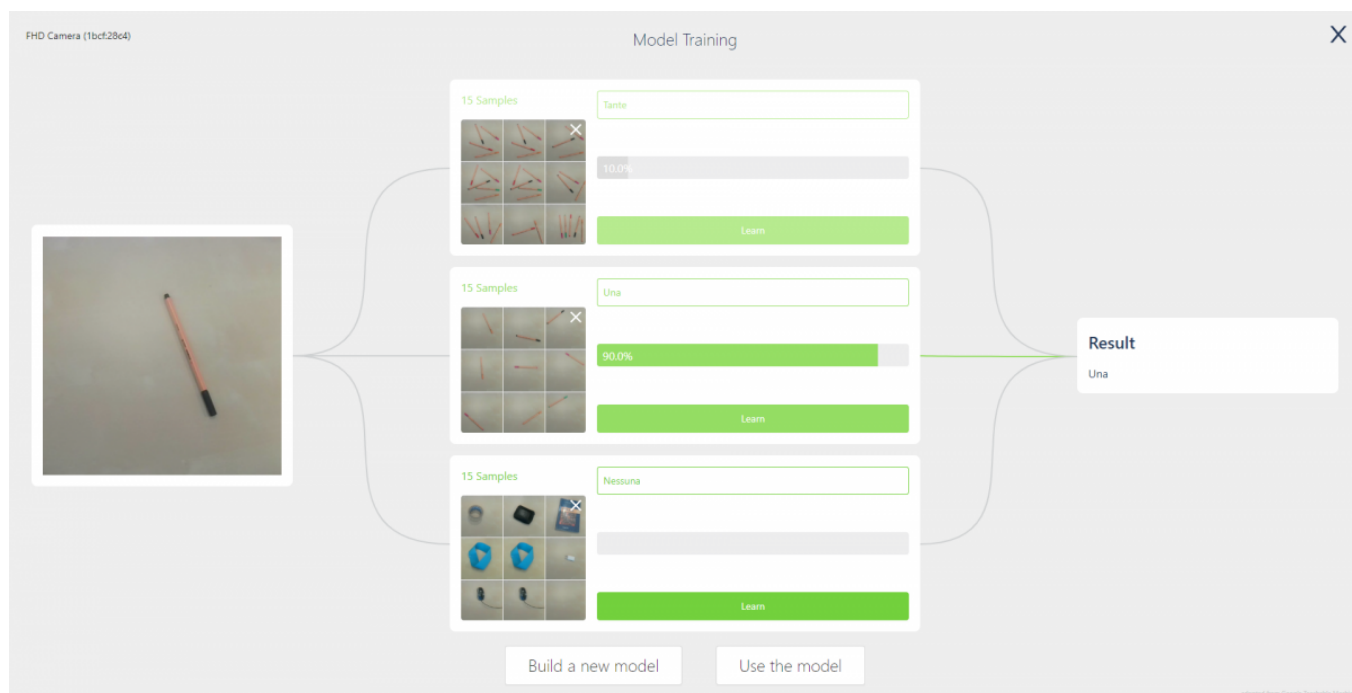 FHD Camera (1bcf:28c4)
Model Training
X
15 Samples
Tante
10.0%
Learn
15 Samples
Una
90.0%
Learn
15 Samples
Nessuna
Learn
Result
Una
Build a new model
Use the model